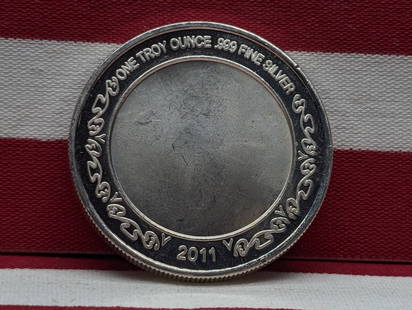 ONE TROY OUNCE .999 FINE SILVER
2011